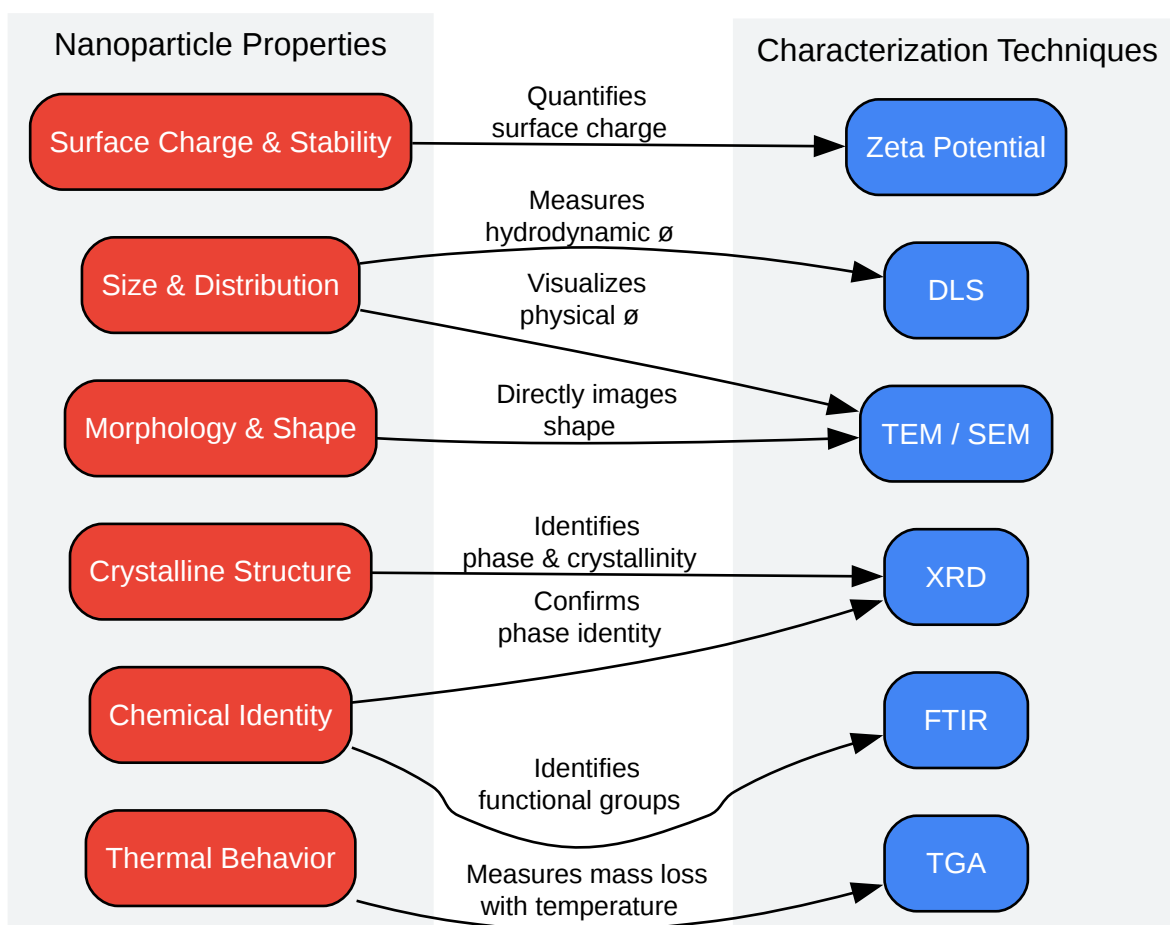 Nanoparticle Properties
Characterization Techniques
Surface Charge & Stability
Quantifies
surface charge
Zeta Potential
Size & Distribution
Measures
hydrodynamic ø
DLS
Visualizes
physical ø
Morphology & Shape
Directly images
shape
TEM / SEM
Crystalline Structure
Identifies
phase & crystallinity
XRD
Chemical Identity
Confirms
phase identity
Identifies
functional groups
FTIR
Thermal Behavior
Measures mass loss
with temperature
TGA